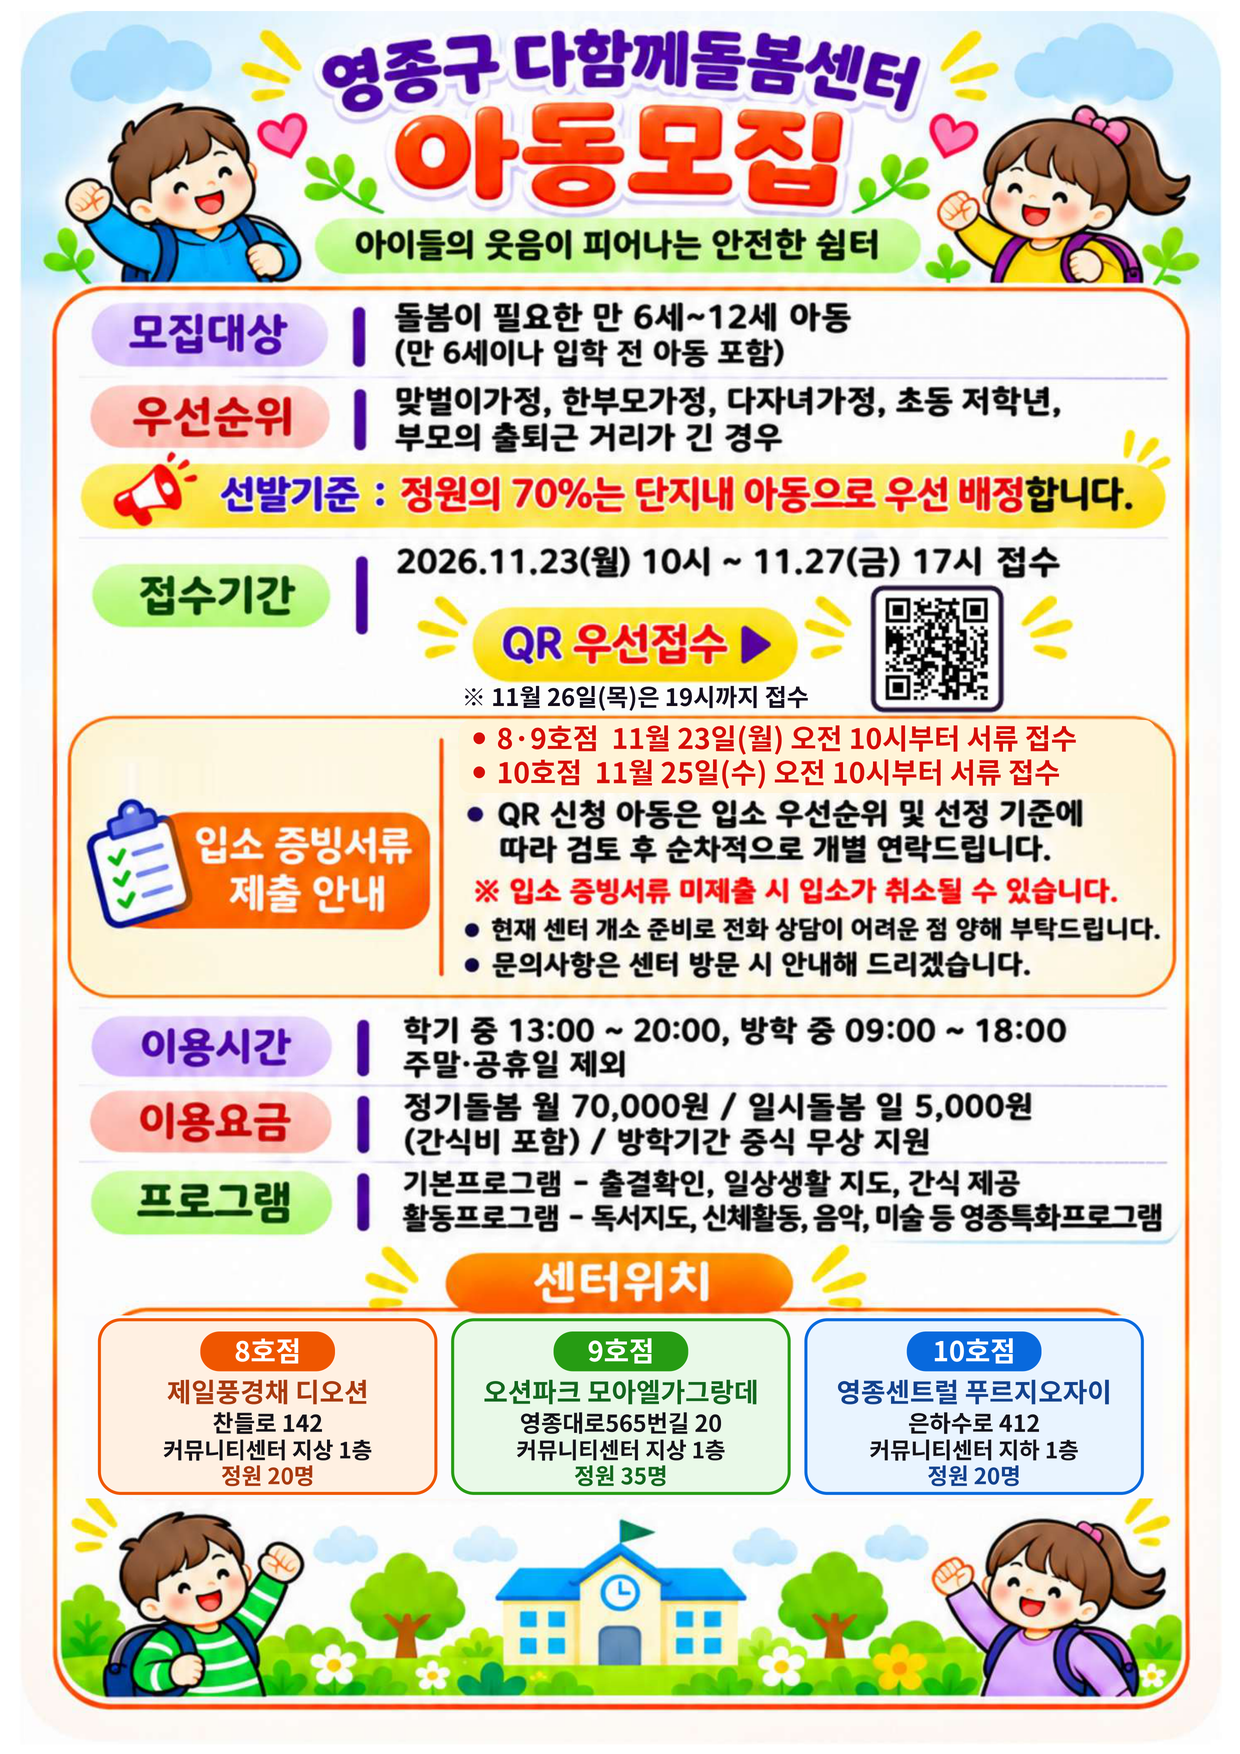 영종구 다함께돌봄센터
아동모집
아이들의 웃음이 피어나는 안전한 쉼터
모집대상
돌봄이 필요한 만 6세~12세 아동
(만 6세이나 입학 전 아동 포함)
우선순위
맞벌이가정, 한부모가정, 다자녀가정, 초동 저학년,
부모의 출퇴근 거리가 긴 경우
선발기준 : 정원의 70%는 단지내 아동으로 우선 배정합니다.
접수기간
2026.11.23(월) 10시 ~ 11.27(금) 17시 접수
QR 우선접수 ▶
※ 11월 26일(목)은 19시까지 접수
입소 증빙서류
제출 안내
• 8·9호점 11월 23일(월) 오전 10시부터 서류 접수
• 10호점 11월 25일(수) 오전 10시부터 서류 접수
• QR 신청 아동은 입소 우선순위 및 선정 기준에
따라 검토 후 순차적으로 개별 연락드립니다.
※ 입소 증빙서류 미제출 시 입소가 취소될 수 있습니다.
• 현재 센터 개소 준비로 전화 상담이 어려운 점 양해 부탁드립니다.
• 문의사항은 센터 방문 시 안내해 드리겠습니다.
이용시간
학기 중 13:00 ~ 20:00, 방학 중 09:00 ~ 18:00
주말·공휴일 제외
이용요금
정기돌봄 월 70,000원 / 일시돌봄 일 5,000원
(간식비 포함) / 방학기간 중식 무상 지원
프로그램
기본프로그램 - 출결확인, 일상생활 지도, 간식 제공
활동프로그램 - 독서지도, 신체활동, 음악, 미술 등 영종특화프로그램
센터위치
8호점
제일풍경채 디오션
찬들로 142
커뮤니티센터 지상 1층
정원 20명
9호점
오션파크 모아엘가그랑데
영종대로565번길 20
커뮤니티센터 지상 1층
정원 35명
10호점
영종센트럴 푸르지오자이
은하수로 412
커뮤니티센터 지하 1층
정원 20명